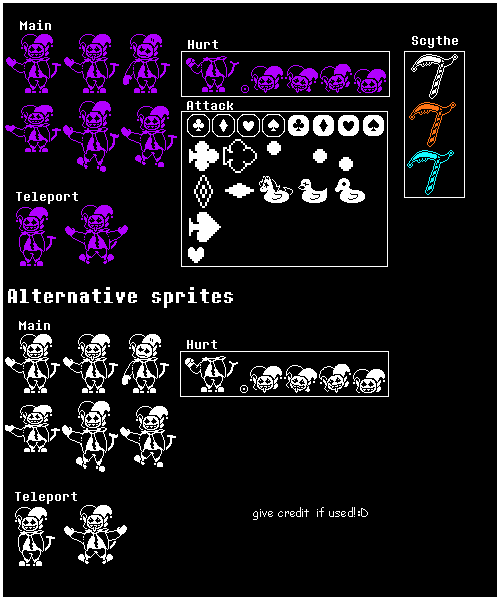 Main
Hurt
Scythe
Attack
Teleport
Alternative sprites
Main
Hurt
Teleport
give credit if used!:D